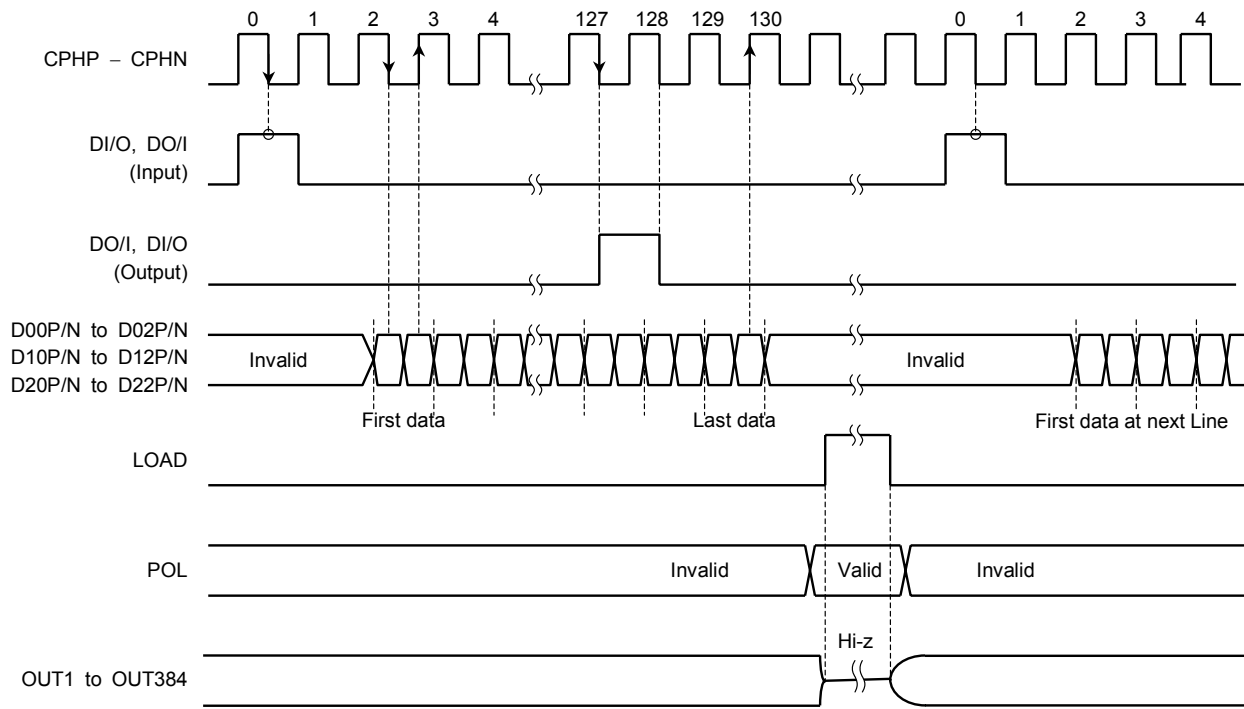 0 1 2 3 4 127 128 129 130 0 1 2 3 4
CPHP – CPHN
DI/O, DO/I
(Input)
DO/I, DI/O
(Output)
D00P/N to D02P/N
D10P/N to D12P/N Invalid Invalid
D20P/N to D22P/N
First data Last data First data at next Line
LOAD
POL Invalid Valid Invalid
Hi-z
OUT1 to OUT384